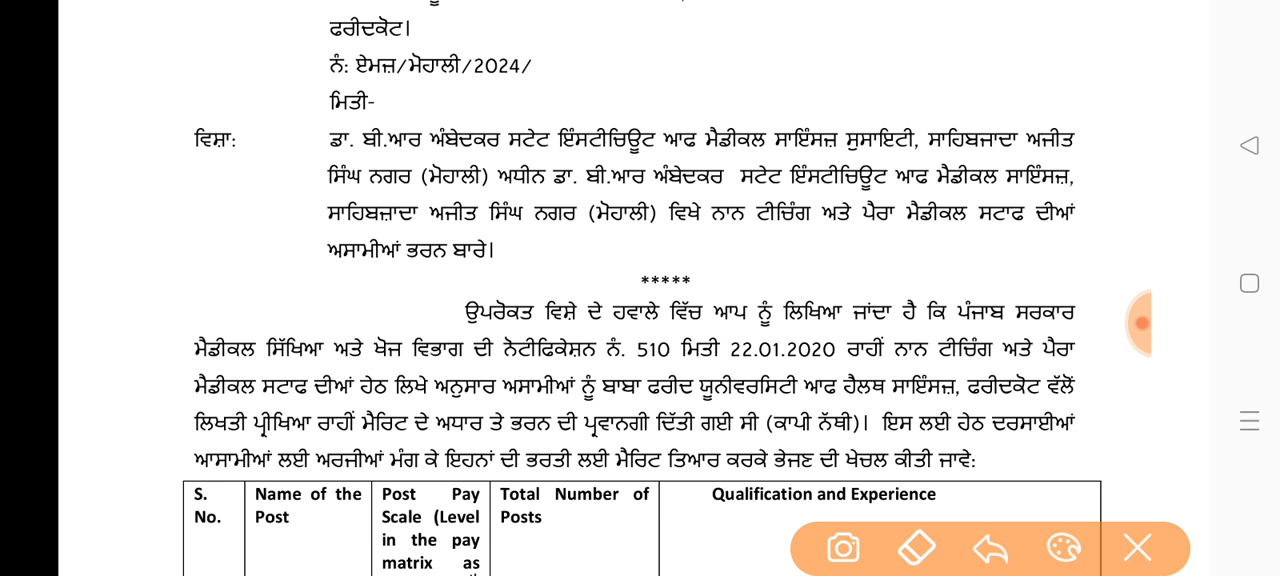 ਫਰੀਦਕੋਟ।
ਨੰ: ਏਮਜ਼/ਮੋਹਾਲੀ/2024/
ਮਿਤੀ-
ਵਿਸ਼ਾ: ਡਾ. ਬੀ.ਆਰ ਅੰਬੇਦਕਰ ਸਟੇਟ ਇੰਸਟੀਚਿਊਟ ਆਫ ਮੈਡੀਕਲ ਸਾਇੰਸਜ਼ ਸੁਸਾਇਟੀ, ਸਾਹਿਬਜਾਦਾ ਅਜੀਤ
ਸਿੰਘ ਨਗਰ (ਮੋਹਾਲੀ) ਅਧੀਨ ਡਾ. ਬੀ.ਆਰ ਅੰਬੇਦਕਰ ਸਟੇਟ ਇੰਸਟੀਚਿਊਟ ਆਫ ਮੈਡੀਕਲ ਸਾਇੰਸਜ਼,
ਸਾਹਿਬਜ਼ਾਦਾ ਅਜੀਤ ਸਿੰਘ ਨਗਰ (ਮੋਹਾਲੀ) ਵਿਖੇ ਨਾਨ ਟੀਚਿੰਗ ਅਤੇ ਪੈਰਾ ਮੈਡੀਕਲ ਸਟਾਫ ਦੀਆਂ
ਅਸਾਮੀਆਂ ਭਰਨ ਬਾਰੇ।
*****
ਉਪਰੋਕਤ ਵਿਸ਼ੇ ਦੇ ਹਵਾਲੇ ਵਿੱਚ ਆਪ ਨੂੰ ਲਿਖਿਆ ਜਾਂਦਾ ਹੈ ਕਿ ਪੰਜਾਬ ਸਰਕਾਰ
ਮੈਡੀਕਲ ਸਿੱਖਿਆ ਅਤੇ ਖੋਜ ਵਿਭਾਗ ਦੀ ਨੋਟੀਫਿਕੇਸ਼ਨ ਨੰ. 510 ਮਿਤੀ 22.01.2020 ਰਾਹੀਂ ਨਾਨ ਟੀਚਿੰਗ ਅਤੇ ਪੈਰਾ
ਮੈਡੀਕਲ ਸਟਾਫ ਦੀਆਂ ਹੇਠ ਲਿਖੇ ਅਨੁਸਾਰ ਅਸਾਮੀਆਂ ਨੂੰ ਬਾਬਾ ਫਰੀਦ ਯੂਨੀਵਰਸਿਟੀ ਆਫ ਹੈਲਥ ਸਾਇੰਸਜ਼, ਫਰੀਦਕੋਟ ਵੱਲੋਂ
ਲਿਖਤੀ ਪ੍ਰੀਖਿਆ ਰਾਹੀਂ ਮੈਰਿਟ ਦੇ ਅਧਾਰ ਤੇ ਭਰਨ ਦੀ ਪ੍ਰਵਾਨਗੀ ਦਿੱਤੀ ਗਈ ਸੀ (ਕਾਪੀ ਨੱਥੀ)। ਇਸ ਲਈ ਹੇਠ ਦਰਸਾਈਆਂ
ਆਸਾਮੀਆਂ ਲਈ ਅਰਜੀਆਂ ਮੰਗ ਕੇ ਇਹਨਾਂ ਦੀ ਭਰਤੀ ਲਈ ਮੈਰਿਟ ਤਿਆਰ ਕਰਕੇ ਭੇਜਣ ਦੀ ਖੇਚਲ ਕੀਤੀ ਜਾਵੇ:
S. Name of the Post Pay Total Number of Qualification and Experience
No. Post Scale (Level Posts
in the pay
matrix as